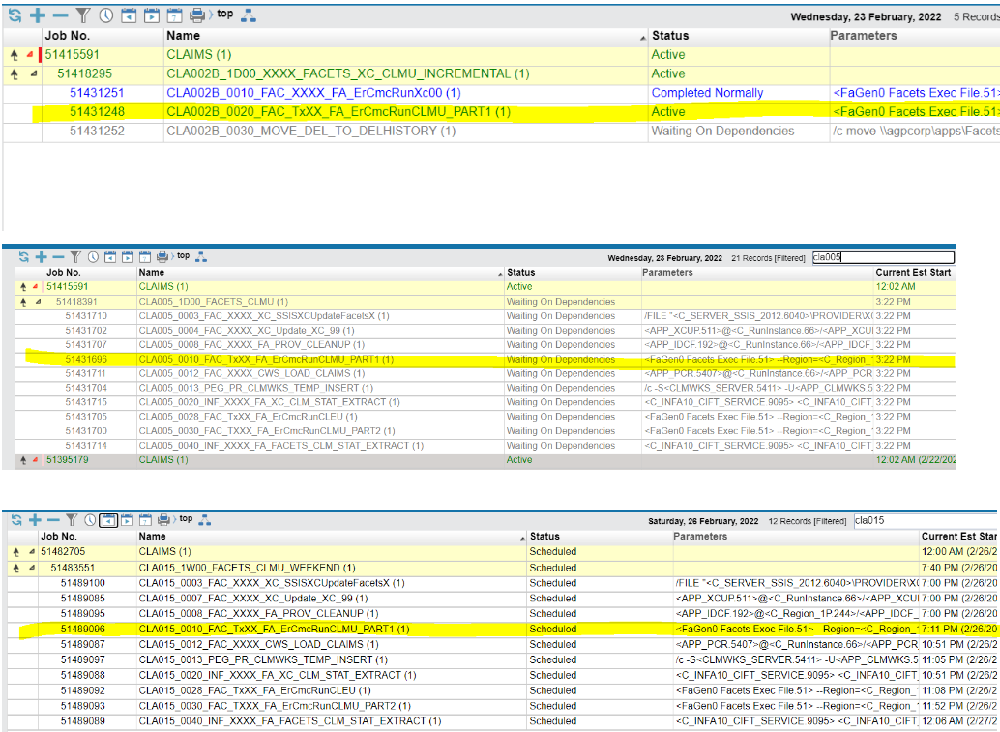 top Wednesday, 23 February, 2022 5 Records
Job No. Name Status Parameters
51415591 CLAIMS (1) Active
51418295 CLA002B_1D00_XXXX_FACETS_XC_CLMU_INCREMENTAL (1) Active
51431251 CLA002B_0010_FAC_XXXX_FA_ErCmcRunXc00 (1) Completed Normally <FaGen0 Facets Exec File.51>
51431248 CLA002B_0020_FAC_TxXX_FA_ErCmcRunCLMU_PART1 (1) Active <FaGen0 Facets Exec File.51>
51431252 CLA002B_0030_MOVE_DEL_TO_DELHISTORY (1) Waiting On Dependencies /c move \\agpcorp\apps\Facets
top Wednesday, 23 February, 2022 21 Records [Filtered] cla005
Job No. Name Status Parameters Current Est Start
51415591 CLAIMS (1) Active 12:02 AM
51418391 CLA005_1D00_FACETS_CLMU (1) Waiting On Dependencies 3:22 PM
51431710 CLA005_0003_FAC_XXXX_XC_SSISXCUpdateFacetsX (1) Waiting On Dependencies /FILE "<C_SERVER_SSIS_2012.6040>\PROVIDER\X( 3:22 PM
51431702 CLA005_0004_FAC_XXXX_XC_Update_XC_99 (1) Waiting On Dependencies <APP_XCUP.511>@<C_RunInstance.66>/<APP_XCUI 3:22 PM
51431707 CLA005_0008_FAC_XXXX_FA_PROV_CLEANUP (1) Waiting On Dependencies <APP_IDCF.192>@<C_RunInstance.66>/<APP_IDCF_ 3:22 PM
51431696 CLA005_0010_FAC_TxXX_FA_ErCmcRunCLMU_PART1 (1) Waiting On Dependencies <FaGen0 Facets Exec File.51> --Region=<C_Region_ 3:22 PM
51431711 CLA005_0012_FAC_XXXX_CWS_LOAD_CLAIMS (1) Waiting On Dependencies <APP_PCR.5407>@<C_RunInstance.66>/<APP_PCR_ 3:22 PM
51431704 CLA005_0013_PEG_PR_CLMWKS_TEMP_INSERT (1) Waiting On Dependencies /c -S<CLMWKS_SERVER.5411> -U<APP_CLMWKS.5 3:22 PM
51431715 CLA005_0020_INF_XXXX_FA_XC_CLM_STAT_EXTRACT (1) Waiting On Dependencies <C_INFA10_CIFT_SERVICE.9095> <C_INFA10_CIFT_ 3:22 PM
51431705 CLA005_0028_FAC_TxXX_FA_ErCmcRunCLEU (1) Waiting On Dependencies <FaGen0 Facets Exec File.51> --Region=<C_Region_ 3:22 PM
51431700 CLA005_0030_FAC_TXXX_FA_ErCmcRunCLMU_PART2 (1) Waiting On Dependencies <FaGen0 Facets Exec File.51> --Region=<C_Region_ 3:22 PM
51431714 CLA005_0040_INF_XXXX_FA_FACETS_CLM_STAT_EXTRACT (1) Waiting On Dependencies <C_INFA10_CIFT_SERVICE.9095> <C_INFA10_CIFT_ 3:22 PM
51395179 CLAIMS (1) Active 12:02 AM (2/22/202
top Saturday, 26 February, 2022 12 Records [Filtered] cla015
Job No. Name Status Parameters Current Est Star
51482705 CLAIMS (1) Scheduled 12:00 AM (2/26/2
51483551 CLA015_1W00_FACETS_CLMU_WEEKEND (1) Scheduled 7:40 PM (2/26/20
51489100 CLA015_0003_FAC_XXXX_XC_SSISXCUpdateFacetsX (1) Scheduled /FILE "<C_SERVER_SSIS_2012.6040>\PROVIDER\X( 7:00 PM (2/26/20
51489085 CLA015_0007_FAC_XC_Update_XC_99 (1) Scheduled <APP_XCUP.511>@<C_RunInstance.66>/<APP_XCUI 7:00 PM (2/26/20
51489095 CLA015_0008_FAC_XXXX_FA_PROV_CLEANUP (1) Scheduled <APP_IDCF.192>@<C_Region_1P.244>/<APP_IDCF_ 7:00 PM (2/26/20
51489096 CLA015_0010_FAC_TxXX_FA_ErCmcRunCLMU_PART1 (1) Scheduled <FaGen0 Facets Exec File.51> --Region=<C_Region_ 7:11 PM (2/26/20
51489087 CLA015_0012_FAC_XXXX_CWS_LOAD_CLAIMS (1) Scheduled <APP_PCR.5407>@<C_RunInstance.66>/<APP_PCR_ 10:51 PM (2/26/2
51489097 CLA015_0013_PEG_PR_CLMWKS_TEMP_INSERT (1) Scheduled /c -S<CLMWKS_SERVER.5411> -U<APP_CLMWKS.5 11:05 PM (2/26/2
51489088 CLA015_0020_INF_XXXX_FA_XC_CLM_STAT_EXTRACT (1) Scheduled <C_INFA10_CIFT_SERVICE.9095> <C_INFA10_CIFT_ 10:51 PM (2/26/2
51489092 CLA015_0028_FAC_TxXX_FA_ErCmcRunCLEU (1) Scheduled <FaGen0 Facets Exec File.51> --Region=<C_Region_ 11:08 PM (2/26/2
51489093 CLA015_0030_FAC_TXXX_FA_ErCmcRunCLMU_PART2 (1) Scheduled <FaGen0 Facets Exec File.51> --Region=<C_Region_ 11:52 PM (2/26/2
51489089 CLA015_0040_INF_XXXX_FA_FACETS_CLM_STAT_EXTRACT (1) Scheduled <C_INFA10_CIFT_SERVICE.9095> <C_INFA10_CIFT_ 12:06 AM (2/27/2